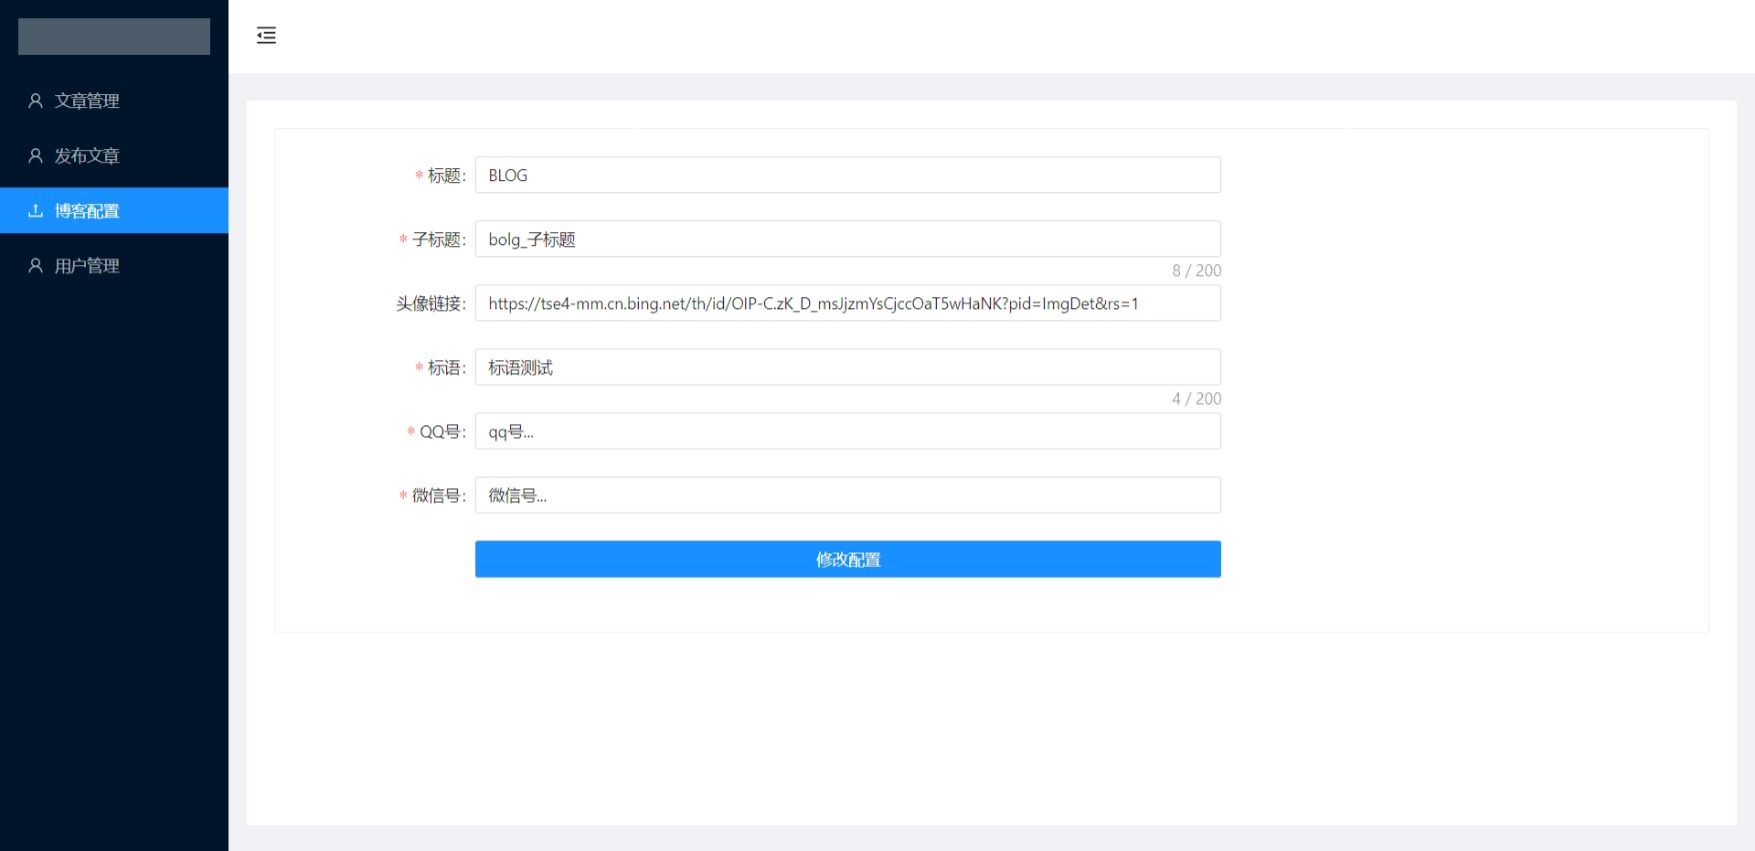 文章管理
发布文章
博客配置
用户管理
* 标题: BLOG
* 子标题: bolg_子标题
8 / 200
头像链接: https://tse4-mm.cn.bing.net/th/id/OIP-C.zK_D_msJjzmYsCjccOaT5wHaNK?pid=ImgDet&rs=1
* 标语: 标语测试
4 / 200
* QQ号: qq号...
* 微信号: 微信号...
修改配置